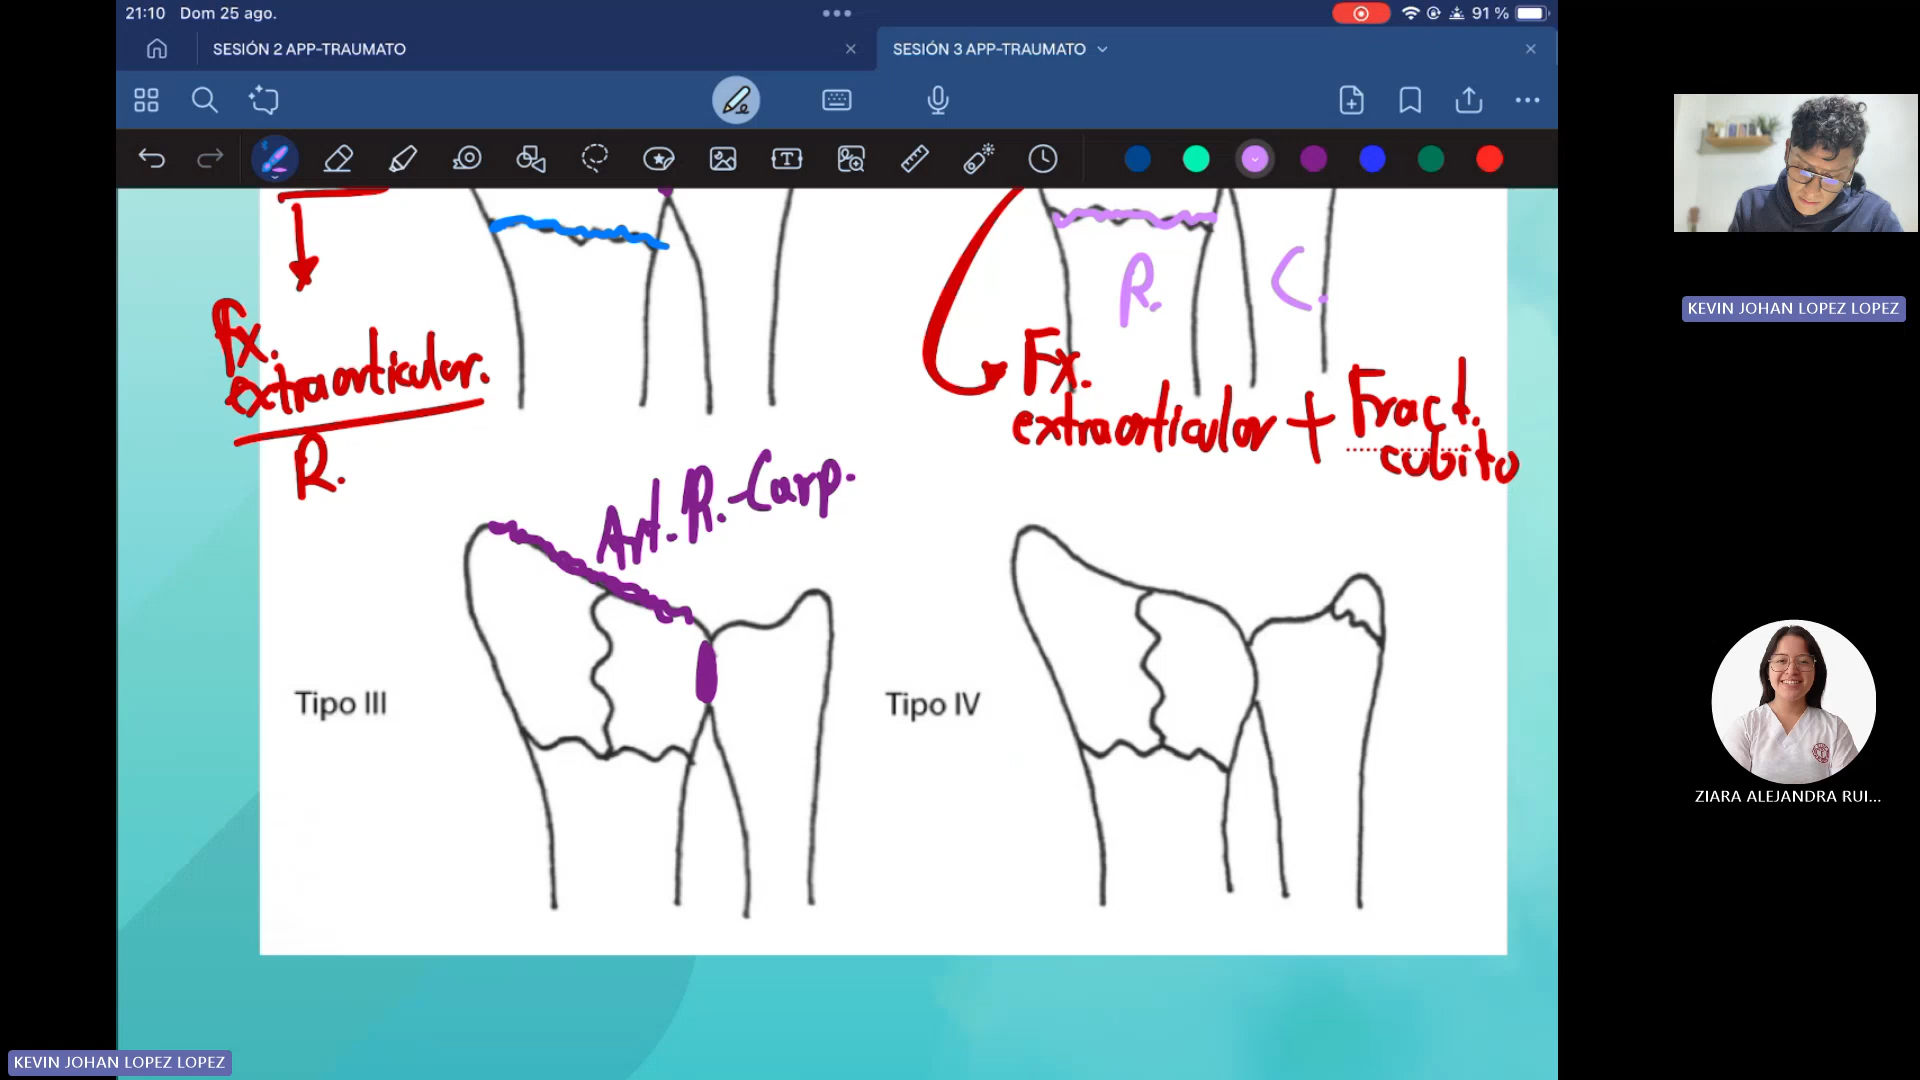 21:10 Dom 25 ago.
91 %
SESIÓN 2 APP-TRAUMATO
SESIÓN 3 APP-TRAUMATO
R.
C.
Fx.
extraarticular.
R.
Fx.
extraarticular + Fract.
cubito
Art. R.-Carp.
Tipo III
Tipo IV
KEVIN JOHAN LOPEZ LOPEZ
ZIARA ALEJANDRA RUI...
KEVIN JOHAN LOPEZ LOPEZ